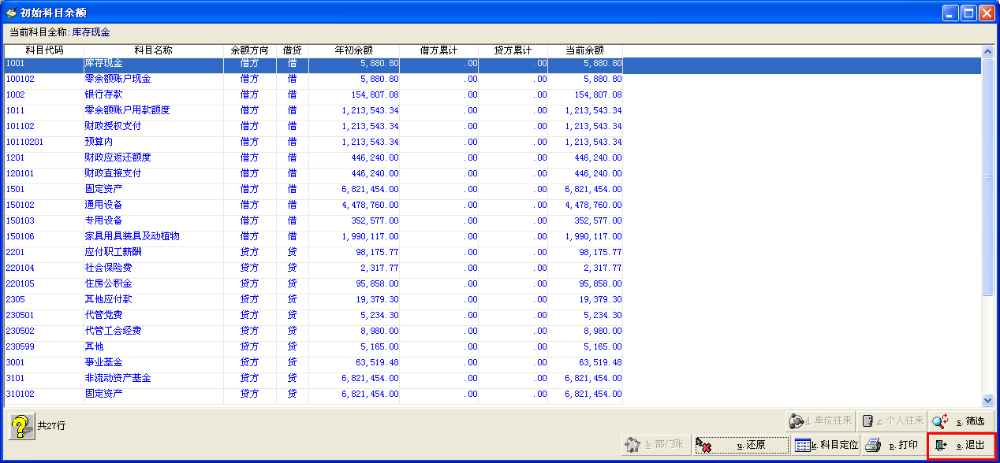 初始科目余额
当前科目全称:库存现金
科目代码 科目名称 余额方向 借贷 年初余额 借方累计 贷方累计 当前余额
1001 库存现金 借方 借 5,880.80 .00 .00 5,880.80
100102 零余额账户现金 借方 借 5,880.80 .00 .00 5,880.80
1002 银行存款 借方 借 154,807.08 .00 .00 154,807.08
1011 零余额账户用款额度 借方 借 1,213,543.34 .00 .00 1,213,543.34
101102 财政授权支付 借方 借 1,213,543.34 .00 .00 1,213,543.34
10110201 预算内 借方 借 1,213,543.34 .00 .00 1,213,543.34
1201 财政应返还额度 借方 借 446,240.00 .00 .00 446,240.00
120101 财政直接支付 借方 借 446,240.00 .00 .00 446,240.00
1501 固定资产 借方 借 6,821,454.00 .00 .00 6,821,454.00
150102 通用设备 借方 借 4,478,760.00 .00 .00 4,478,760.00
150103 专用设备 借方 借 352,577.00 .00 .00 352,577.00
150106 家具用具装具及动植物 借方 借 1,990,117.00 .00 .00 1,990,117.00
2201 应付职工薪酬 贷方 贷 98,175.77 .00 .00 98,175.77
220104 社会保险费 贷方 贷 2,317.77 .00 .00 2,317.77
220105 住房公积金 贷方 贷 95,858.00 .00 .00 95,858.00
2305 其他应付款 贷方 贷 19,379.30 .00 .00 19,379.30
230501 代管党费 贷方 贷 5,234.30 .00 .00 5,234.30
230502 代管工会经费 贷方 贷 8,980.00 .00 .00 8,980.00
230599 其他 贷方 贷 5,165.00 .00 .00 5,165.00
3001 事业基金 贷方 贷 63,519.48 .00 .00 63,519.48
3101 非流动资产基金 贷方 贷 6,821,454.00 .00 .00 6,821,454.00
310102 固定资产 贷方 贷 6,821,454.00 .00 .00 6,821,454.00
共27行
d.单位往来 g.个人往来 s.筛选
b.部门账 u.还原 k.科目定位 p.打印 e.退出